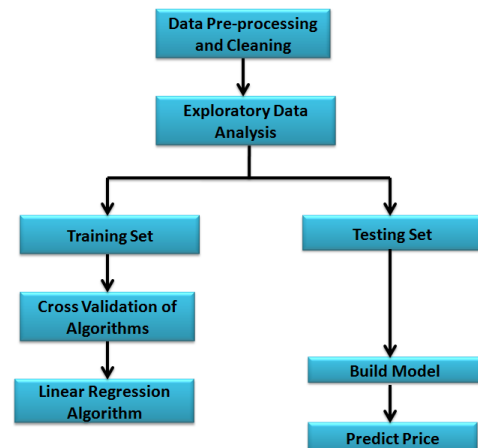 Data Pre-processing
and Cleaning
Exploratory Data
Analysis
Training Set
Testing Set
Cross Validation of
Algorithms
Linear Regression
Algorithm
Build Model
Predict Price